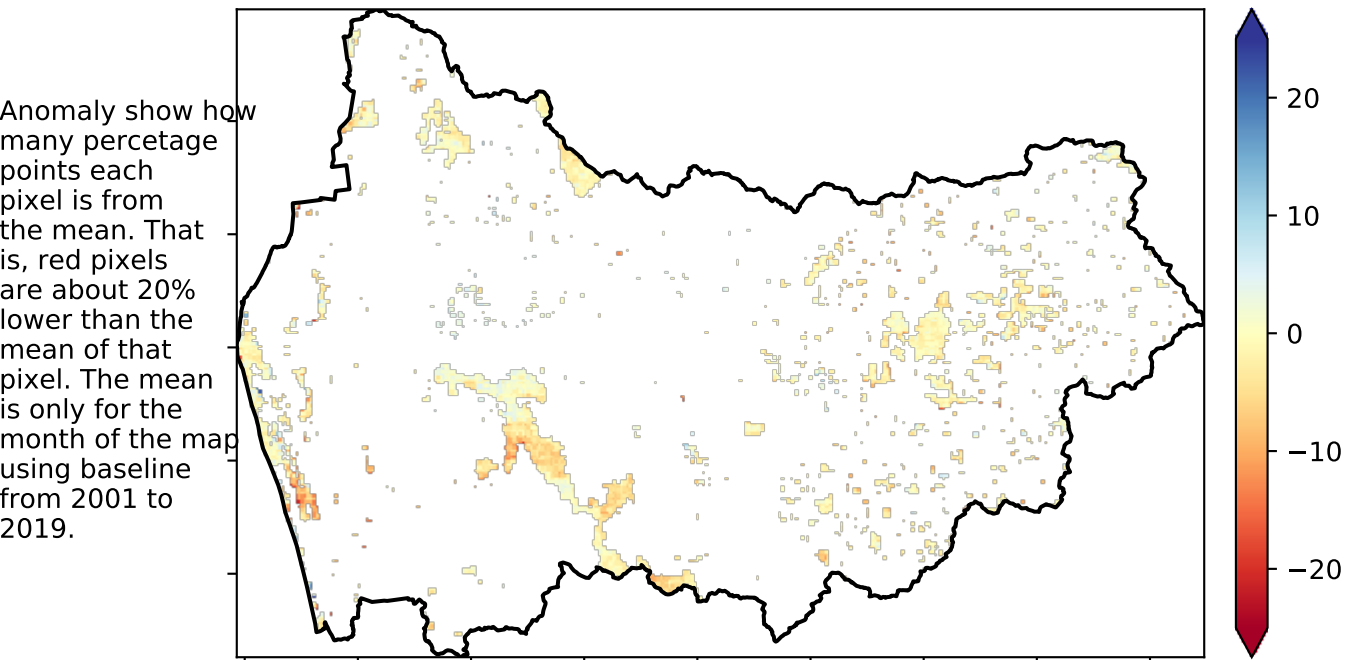 Anomaly show how
many percetage
points each
pixel is from
the mean. That
is, red pixels
are about 20%
lower than the
mean of that
pixel. The mean
is only for the
month of the map
using baseline
from 2001 to
2019.
20
10
0
−10
−20